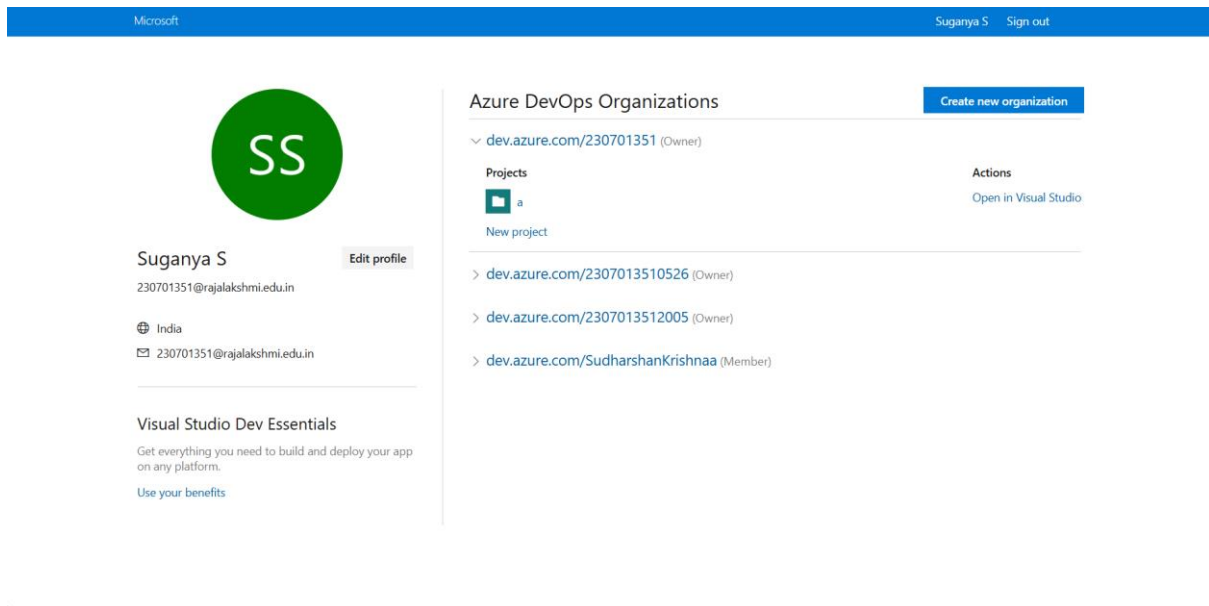 Microsoft
Suganya S Sign out
SS
Suganya S
Edit profile
230701351@rajalakshmi.edu.in
India
230701351@rajalakshmi.edu.in
Visual Studio Dev Essentials
Get everything you need to build and deploy your app
on any platform.
Use your benefits
Azure DevOps Organizations
Create new organization
dev.azure.com/230701351 (Owner)
Projects
Actions
a
Open in Visual Studio
New project
dev.azure.com/2307013510526 (Owner)
dev.azure.com/2307013512005 (Owner)
dev.azure.com/SudharshanKrishnaa (Member)